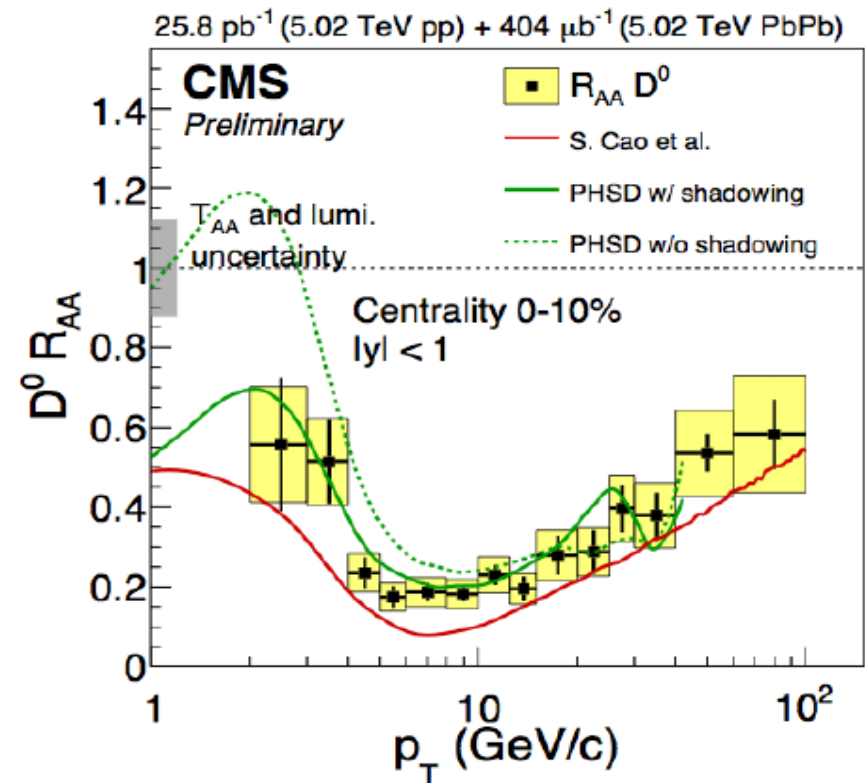 25.8 pb⁻¹ (5.02 TeV pp) + 404 μb⁻¹ (5.02 TeV PbPb)
CMS
Preliminary
R_AA D⁰
S. Cao et al.
PHSD w/ shadowing
PHSD w/o shadowing
T_AA and lumi.
uncertainty
Centrality 0-10%
|y| < 1
D⁰ R_AA
1.4
1.2
1
0.8
0.6
0.4
0.2
0
1
10
10²
p_T (GeV/c)